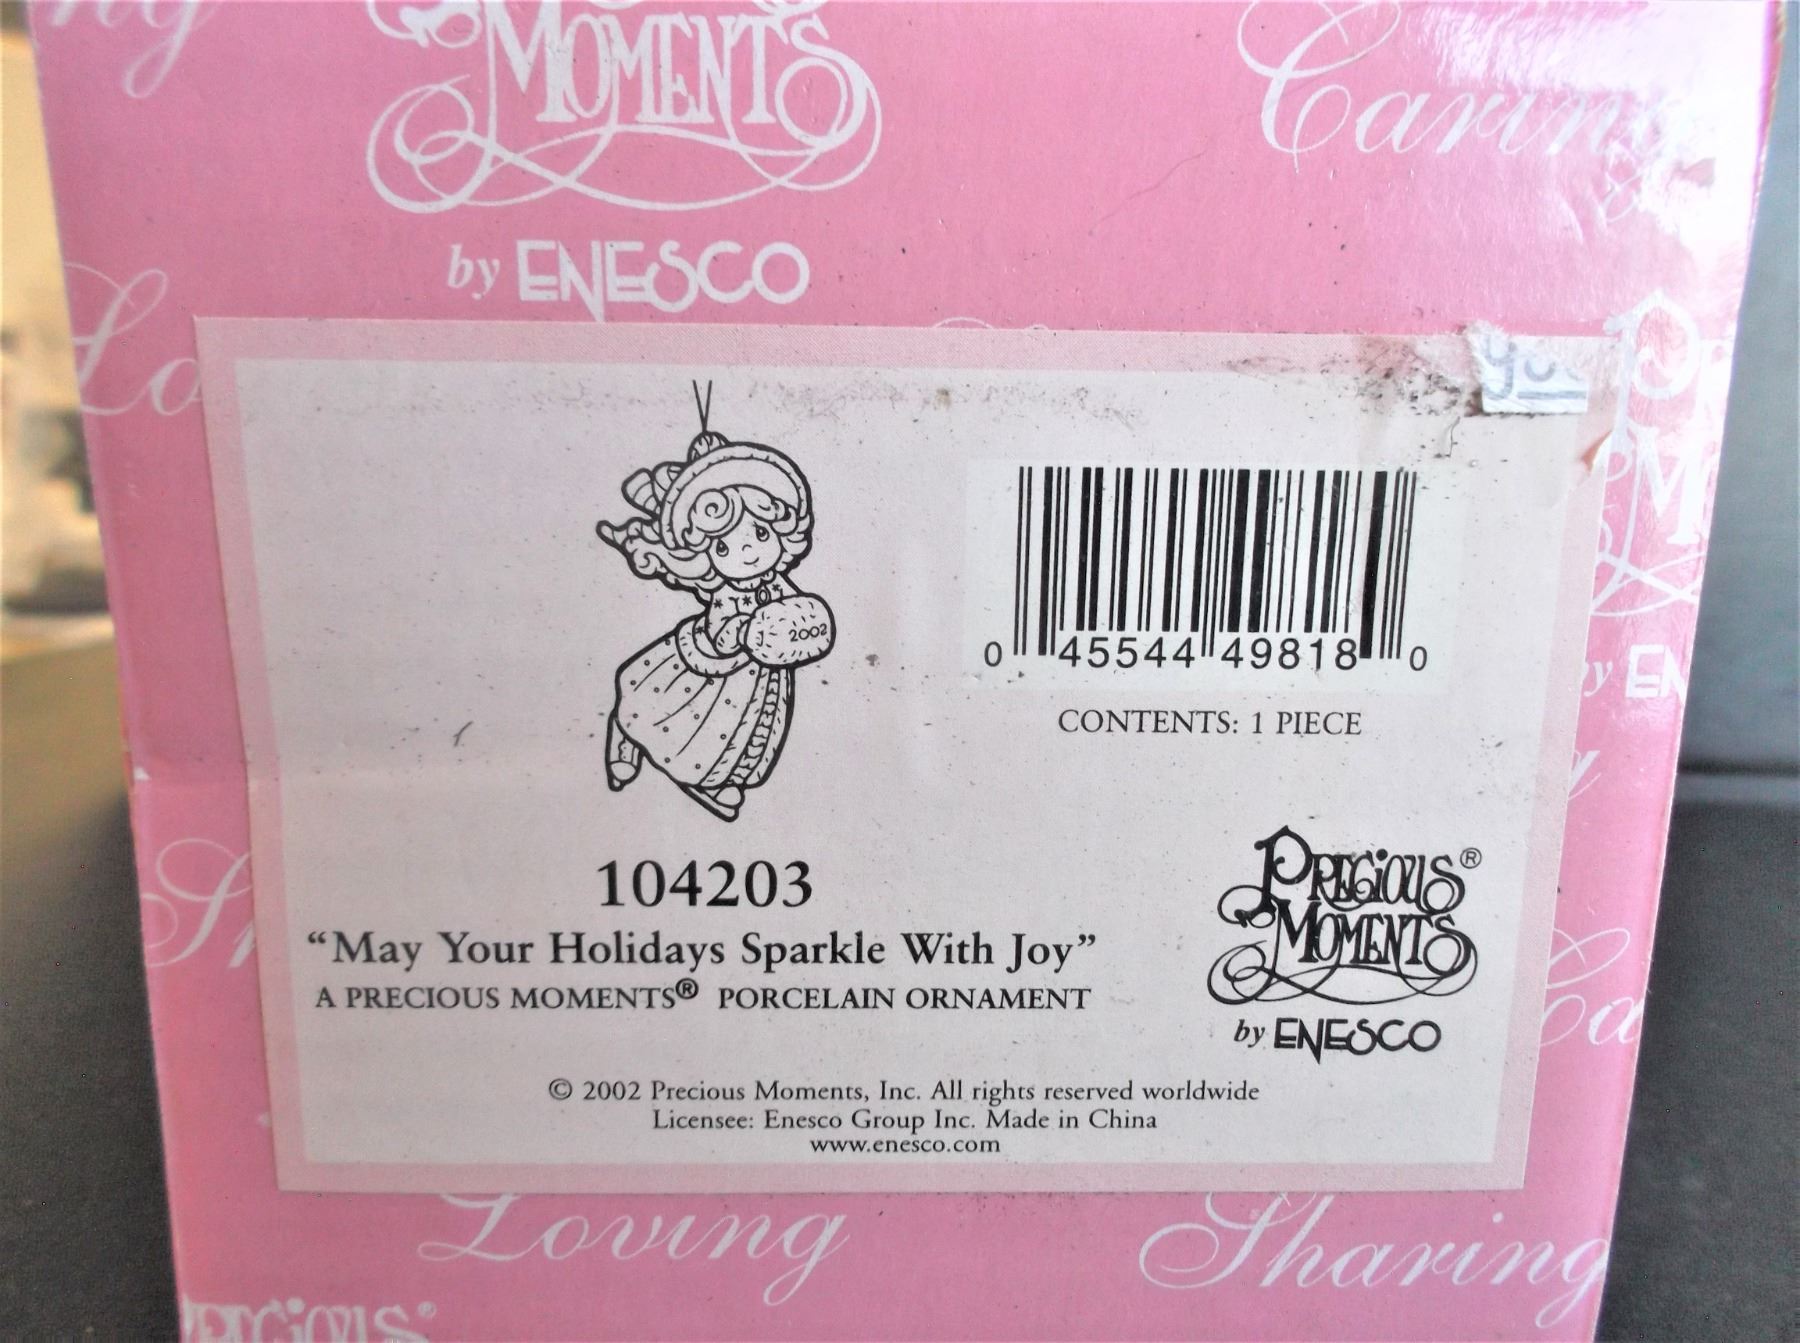 MOMENTS
Caring
by ENESCO
2002
0 45544 49818 0
CONTENTS: 1 PIECE
104203
“May Your Holidays Sparkle With Joy”
A PRECIOUS MOMENTS® PORCELAIN ORNAMENT
PRECIOUS®
MOMENTS
by ENESCO
© 2002 Precious Moments, Inc. All rights reserved worldwide
Licensee: Enesco Group Inc. Made in China
www.enesco.com
Loving
Sharing
PRECIOUS®